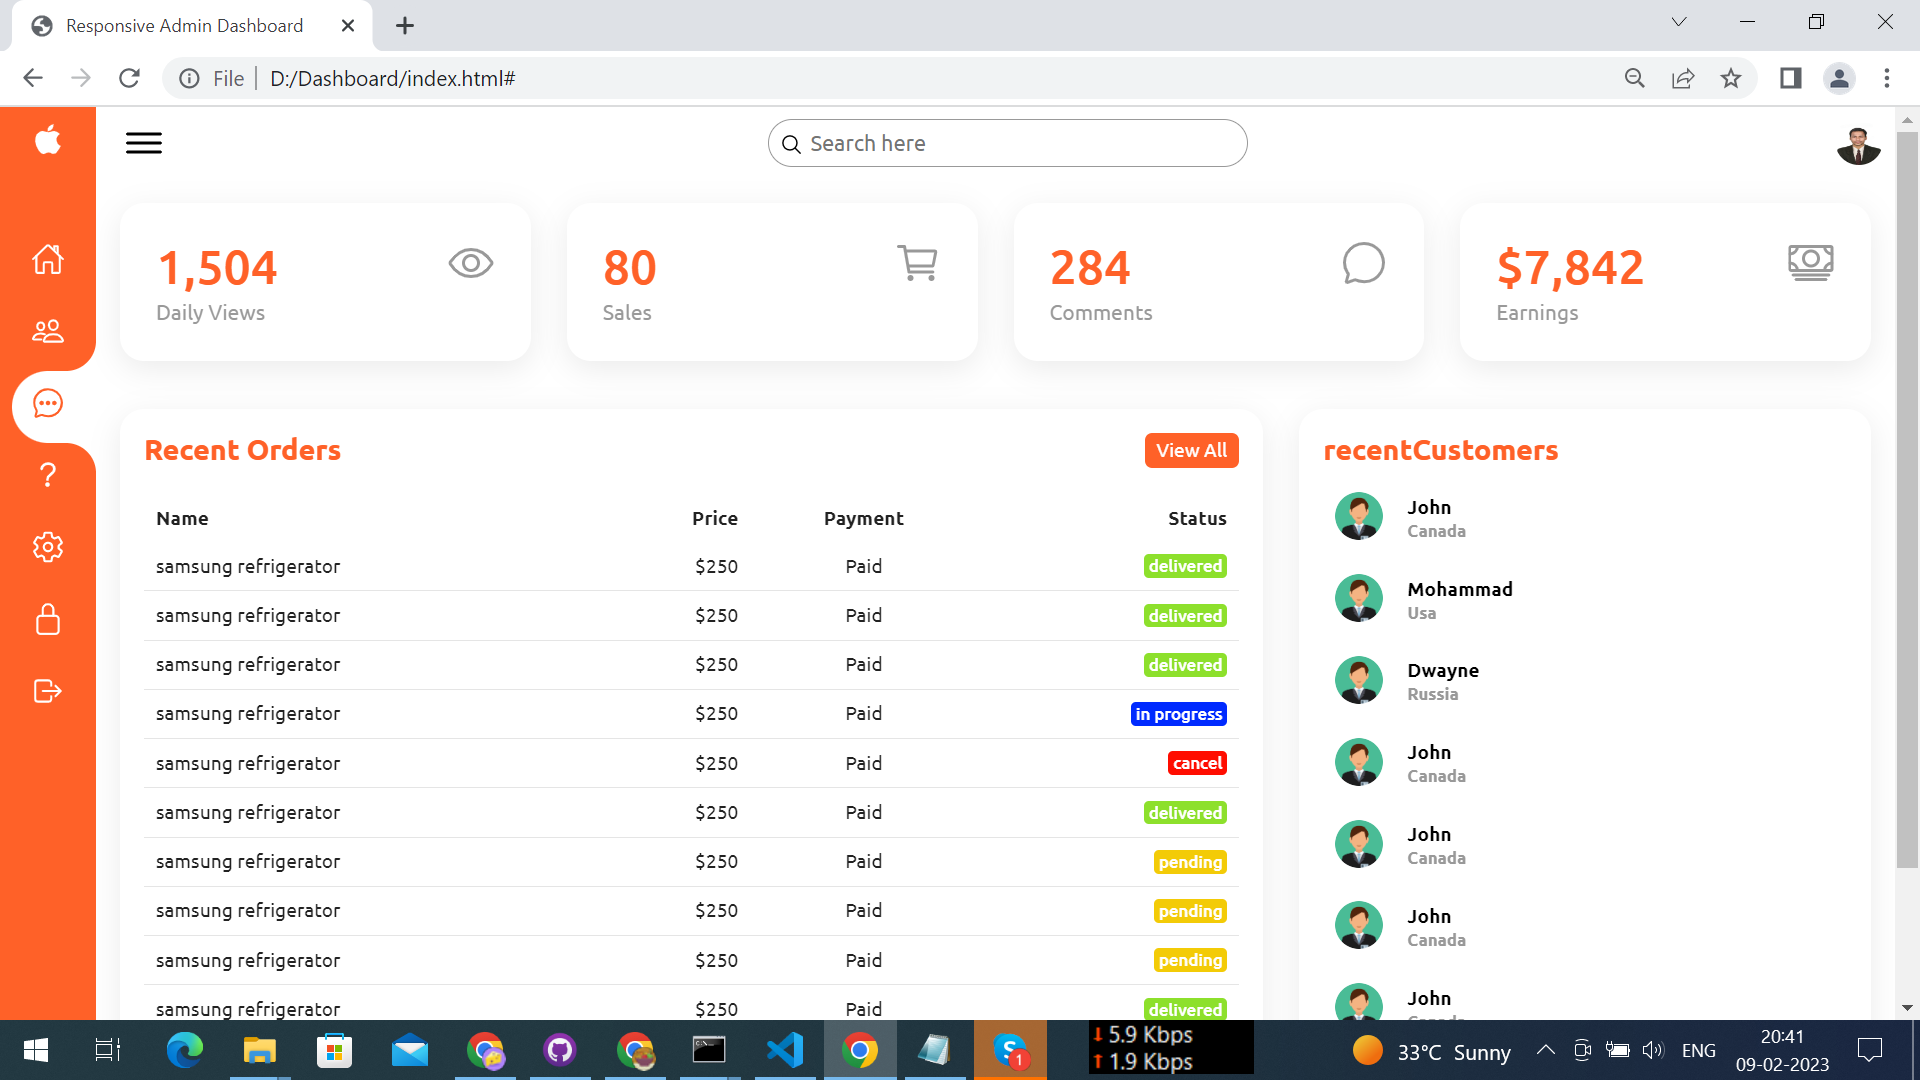 Responsive Admin Dashboard
File
D:/Dashboard/index.html#
Search here
1,504
Daily Views
80
Sales
284
Comments
$7,842
Earnings
Recent Orders
View All
Name Price Payment Status
samsung refrigerator $250 Paid delivered
samsung refrigerator $250 Paid delivered
samsung refrigerator $250 Paid delivered
samsung refrigerator $250 Paid in progress
samsung refrigerator $250 Paid cancel
samsung refrigerator $250 Paid delivered
samsung refrigerator $250 Paid pending
samsung refrigerator $250 Paid pending
samsung refrigerator $250 Paid pending
samsung refrigerator $250 Paid delivered
recentCustomers
John
Canada
Mohammad
Usa
Dwayne
Russia
John
Canada
John
Canada
John
Canada
John
5.9 Kbps
1.9 Kbps
33°C Sunny
ENG
20:41
09-02-2023
1